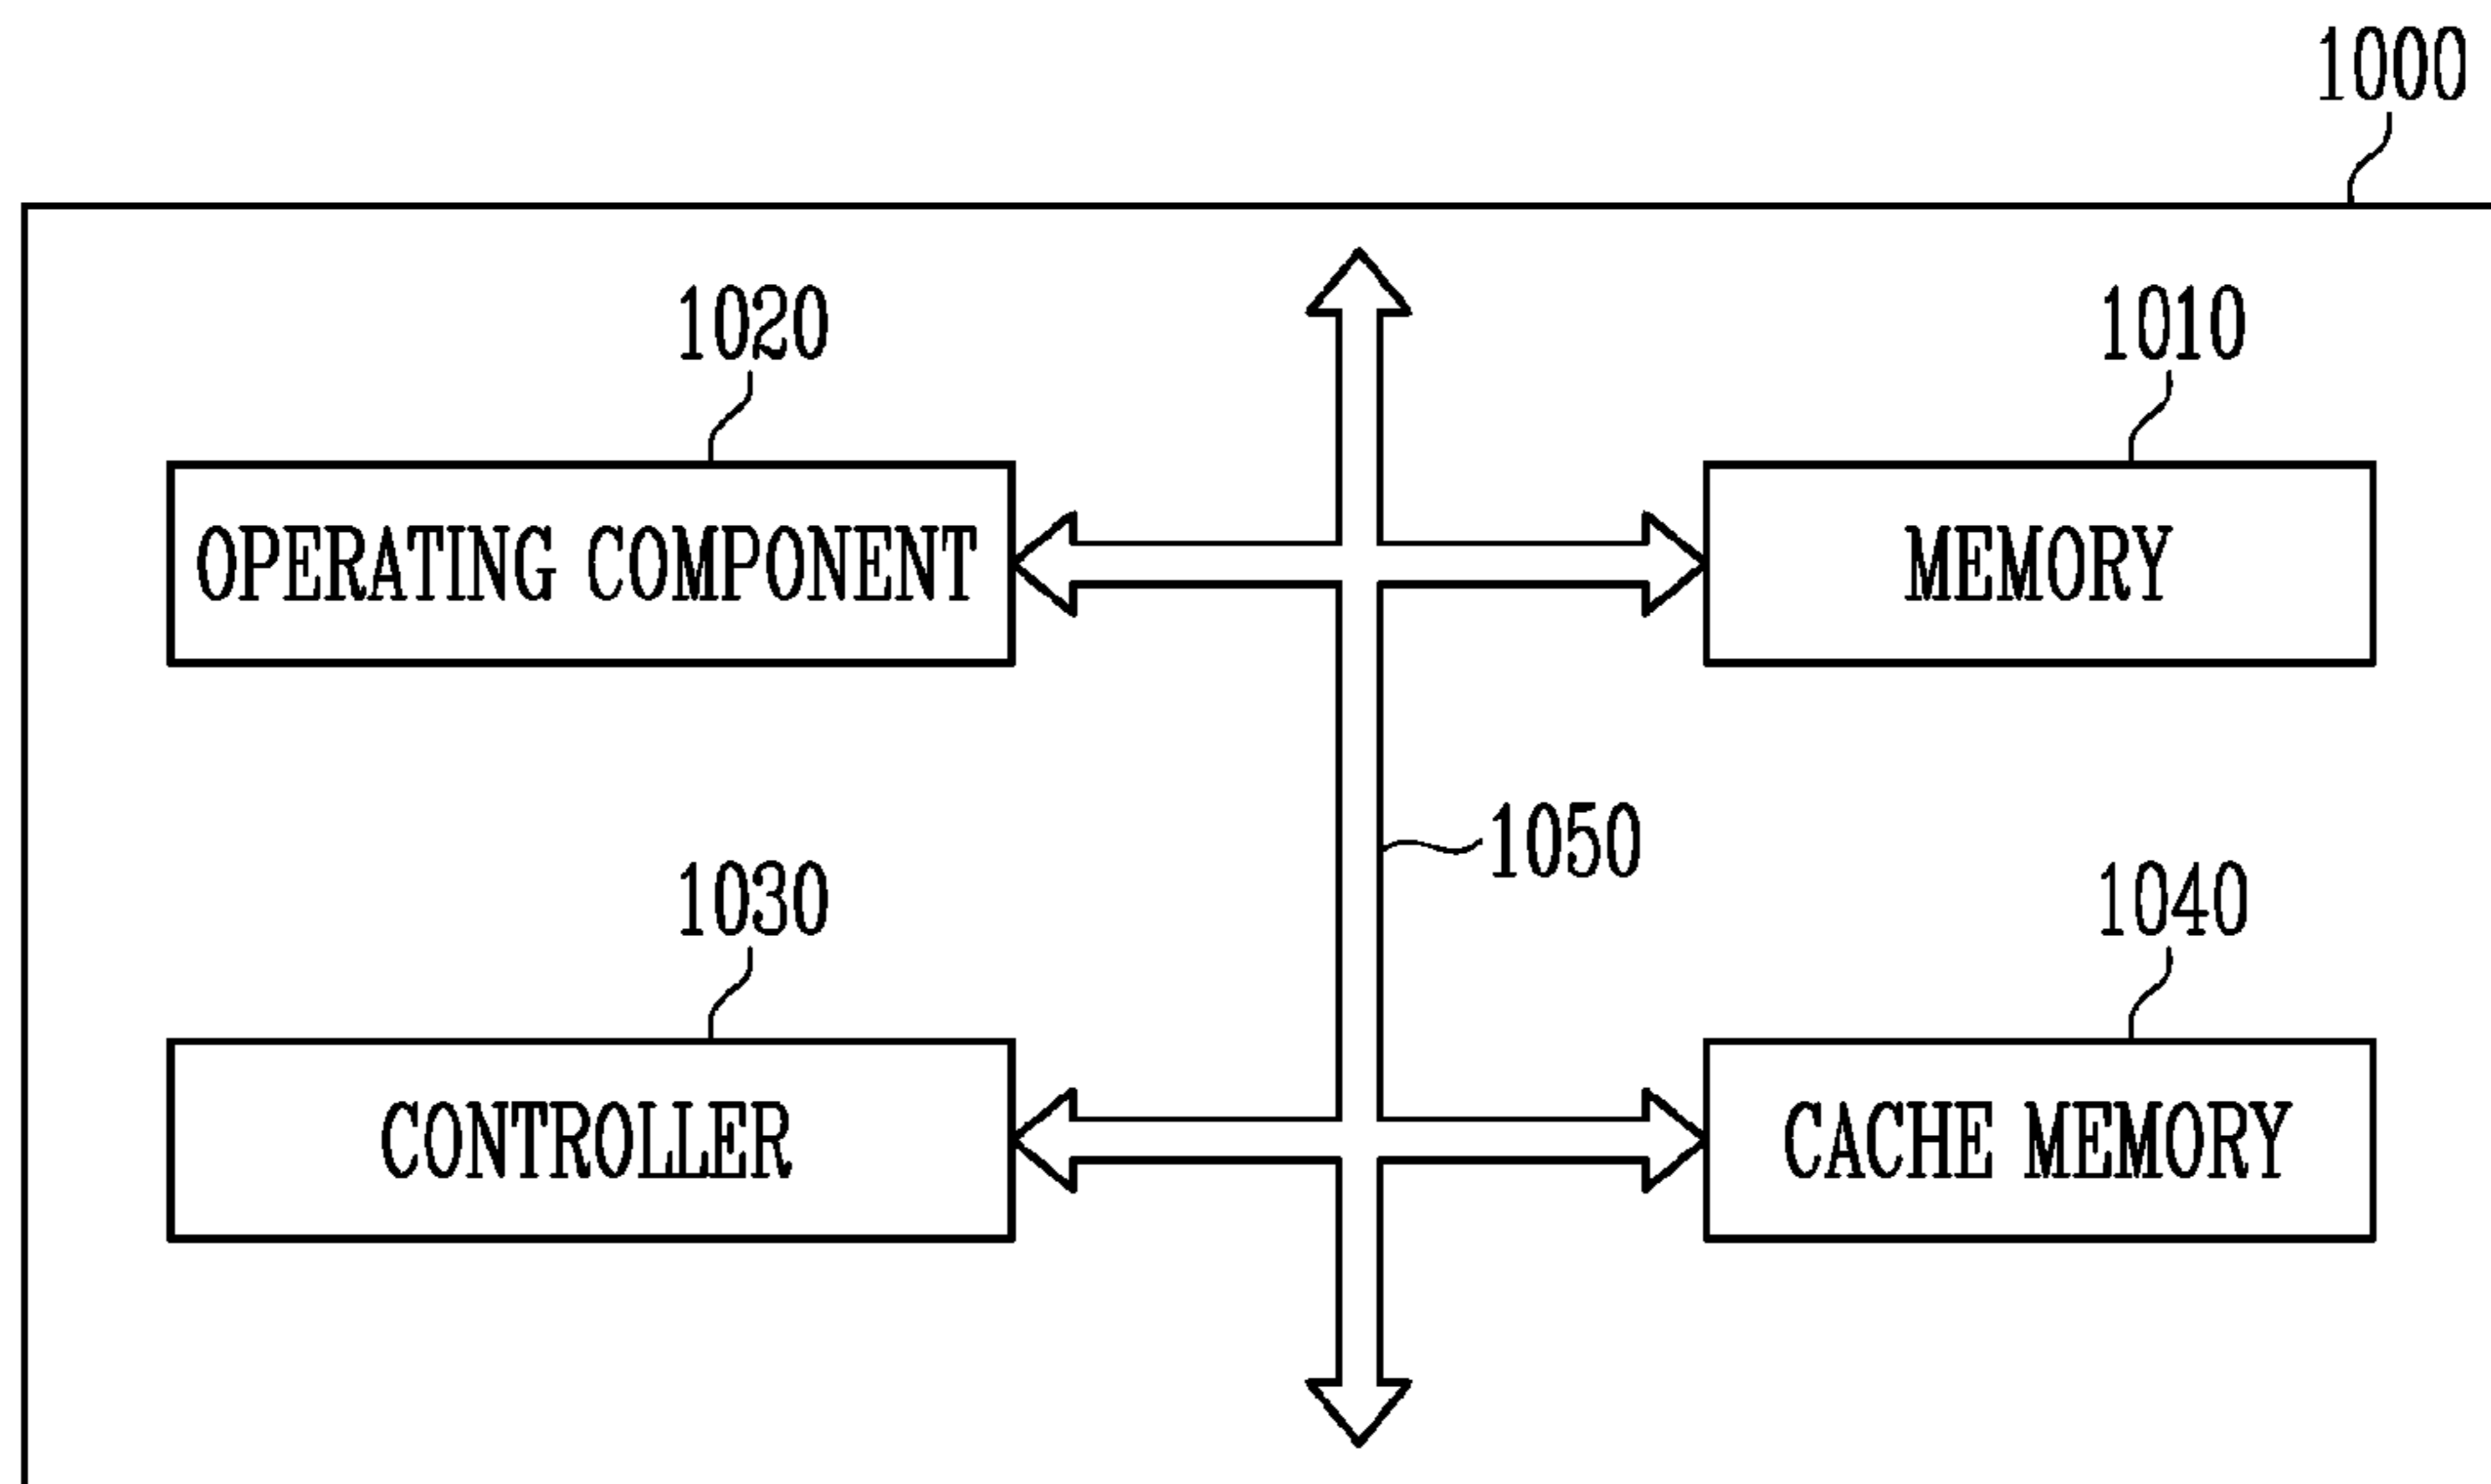 1000
1020
1010
OPERATING COMPONENT
MEMORY
1050
1030
1040
CONTROLLER
CACHE MEMORY